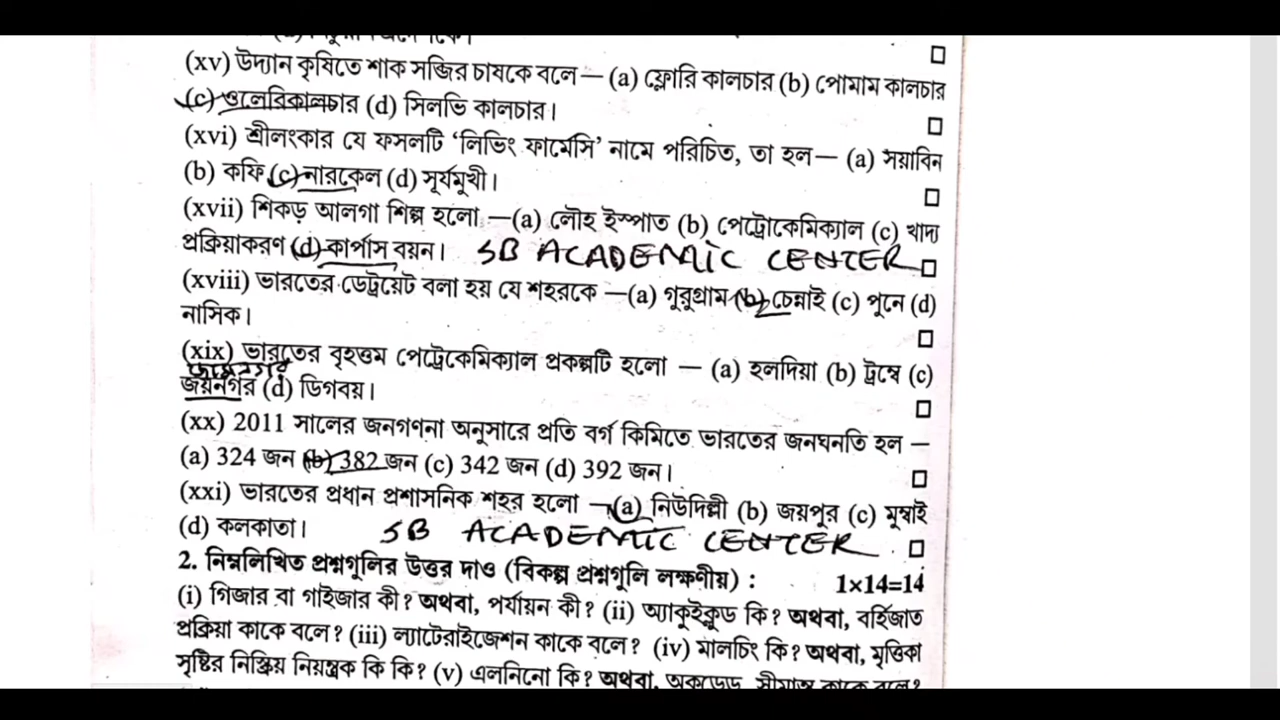 (xv) উদ্যান কৃষিতে শাক সব্জির চাষকে বলে— (a) ফ্লোরি কালচার (b) পোমাম কালচার
(c) ওলেরিকালচার (d) সিলভি কালচার।
(xvi) শ্রীলংকার যে ফসলটি ‘লিভিং ফার্মেসি’ নামে পরিচিত, তা হল— (a) সয়াবিন
(b) কফি (c) নারকেল (d) সূর্যমুখী।
(xvii) শিকড় আলগা শিল্প হলো —(a) লৌহ ইস্পাত (b) পেট্রোকেমিক্যাল (c) খাদ্য
প্রক্রিয়াকরণ (d) কার্পাস বয়ন। SB ACADEMIC CENTER
(xviii) ভারতের ডেট্রয়েট বলা হয় যে শহরকে —(a) গুরুগ্রাম (b) চেন্নাই (c) পুনে (d)
নাসিক।
(xix) ভারতের বৃহত্তম পেট্রেকেমিক্যাল প্রকল্পটি হলো — (a) হলদিয়া (b) ট্রম্বে (c)
জামনগর
জয়নগর (d) ডিগবয়।
(xx) 2011 সালের জনগণনা অনুসারে প্রতি বর্গ কিমিতে ভারতের জনঘনতি হল —
(a) 324 জন (b) 382 জন (c) 342 জন (d) 392 জন।
(xxi) ভারতের প্রধান প্রশাসনিক শহর হলো —(a) নিউদিল্লী (b) জয়পুর (c) মুম্বাই
(d) কলকাতা। SB ACADEMIC CENTER
2. নিম্নলিখিত প্রশ্নগুলির উত্তর দাও (বিকল্প প্রশ্নগুলি লক্ষণীয়) : 1×14=14
(i) গিজার বা গাইজার কী? অথবা, পর্যায়ন কী? (ii) অ্যাকুইক্লুড কি? অথবা, বর্হিজাত
প্রক্রিয়া কাকে বলে? (iii) ল্যাটেরাইজেশন কাকে বলে? (iv) মালচিং কি? অথবা, মৃত্তিকা
সৃষ্টির নিস্ক্রিয় নিয়ন্ত্রক কি কি? (v) এলনিনো কি? অথবা, সীমান্ত কাকে বলে?